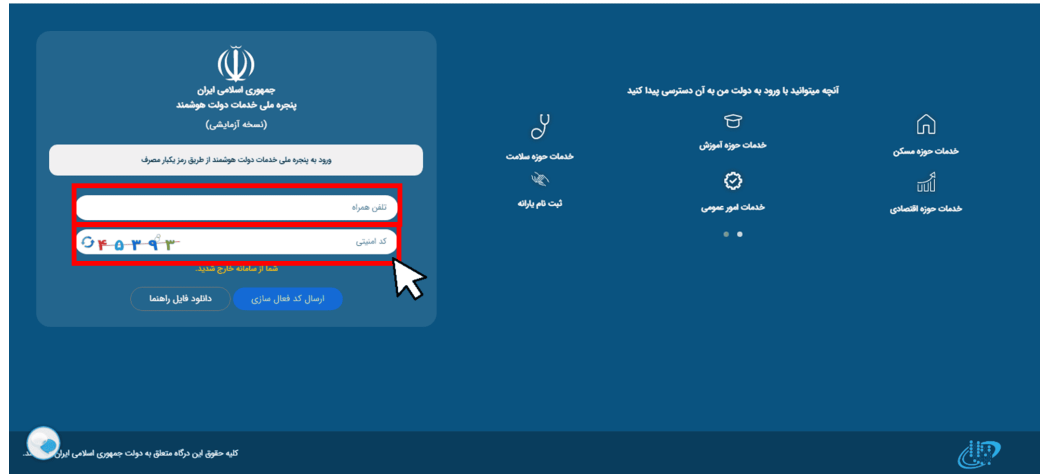 جمهوری اسلامی ایران
پنجره ملی خدمات دولت هوشمند
(نسخه آزمایشی)
ورود به پنجره ملی خدمات دولت هوشمند از طریق رمز یکبار مصرف
تلفن همراه
کد امنیتی
۴۵۳۹۳
شما از سامانه خارج شدید.
ارسال کد فعال سازی
دانلود فایل راهنما
آنچه میتوانید با ورود به دولت من به آن دسترسی پیدا کنید
خدمات حوزه مسکن
خدمات حوزه آموزش
خدمات حوزه سلامت
خدمات حوزه اقتصادی
خدمات امور عمومی
ثبت نام یارانه
کلیه حقوق این درگاه متعلق به دولت جمهوری اسلامی ایران